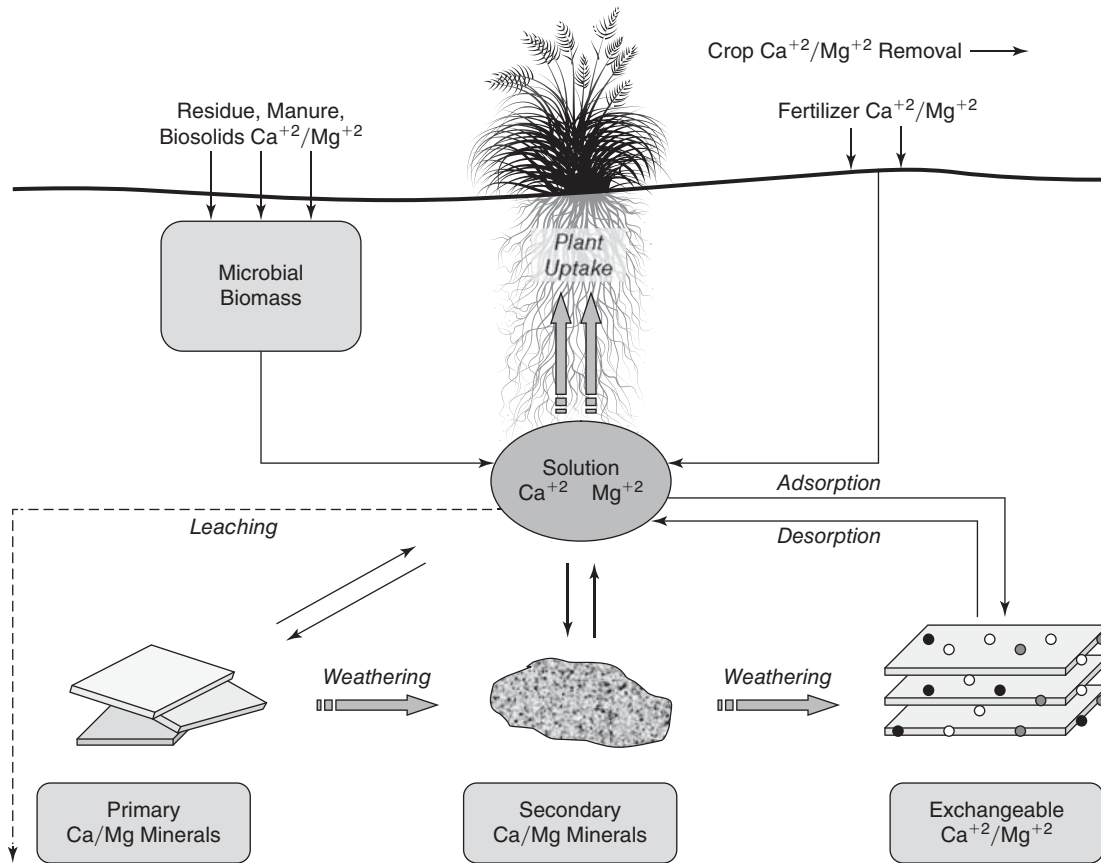 Crop Ca⁺²/Mg⁺² Removal
Residue, Manure,
Biosolids Ca⁺²/Mg⁺²
Fertilizer Ca⁺²/Mg⁺²
Plant
Uptake
Microbial
Biomass
Solution
Ca⁺² Mg⁺²
Adsorption
Leaching
Desorption
Weathering
Weathering
Primary
Ca/Mg Minerals
Secondary
Ca/Mg Minerals
Exchangeable
Ca⁺²/Mg⁺²